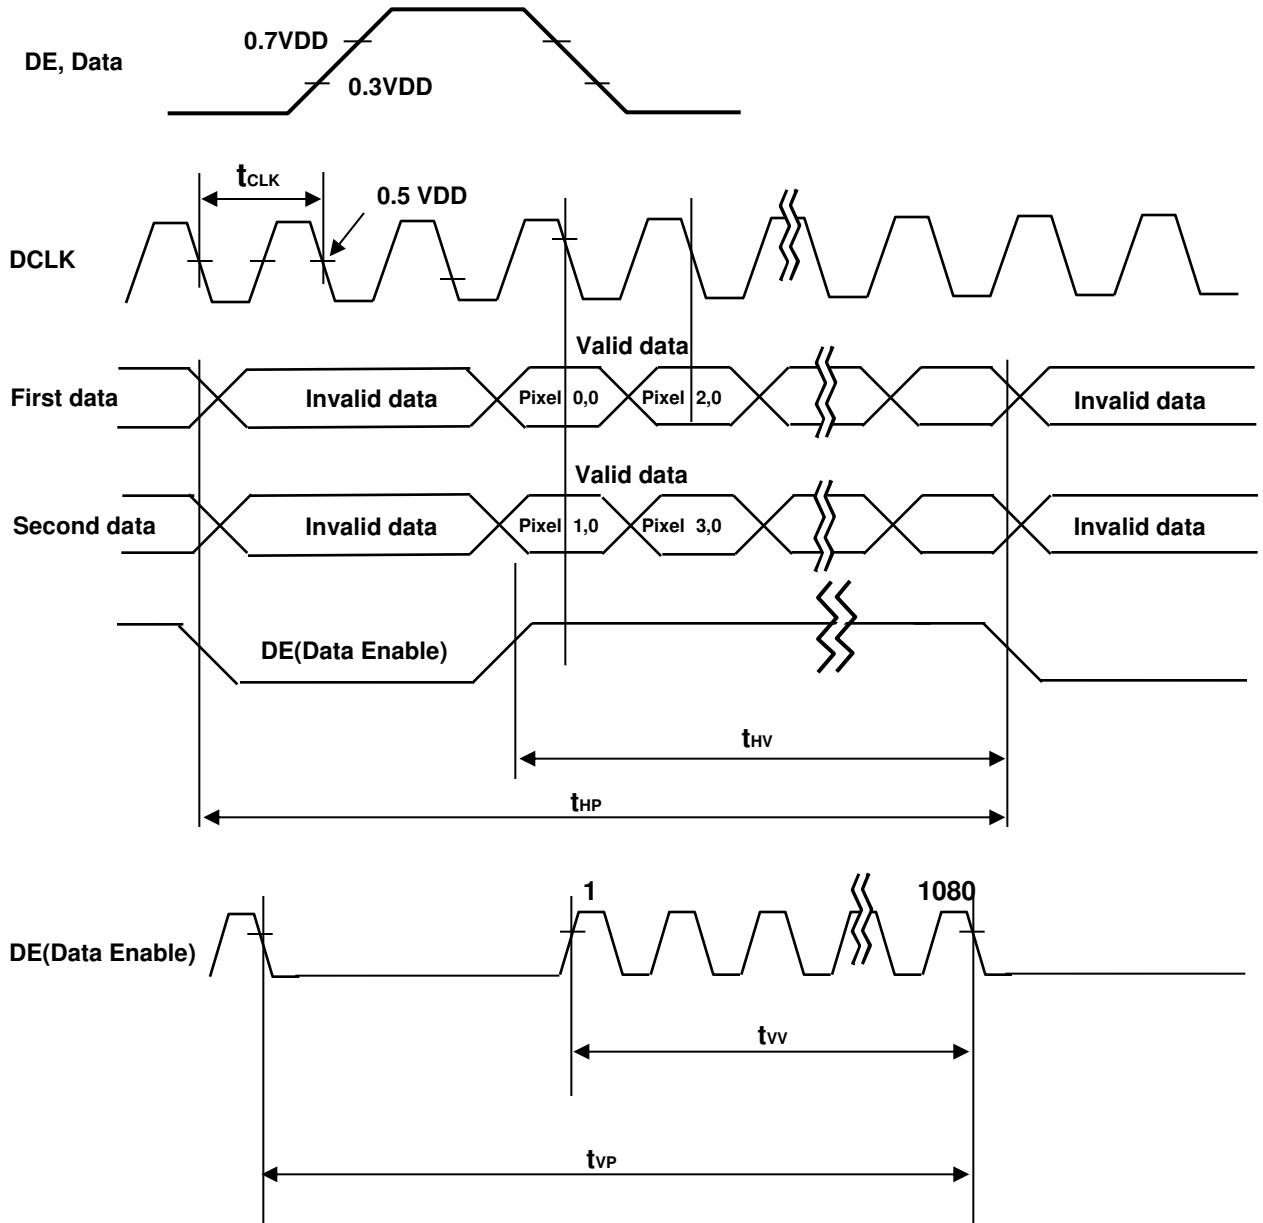 0.7VDD
DE, Data
0.3VDD
tCLK
0.5 VDD
DCLK
Valid data
First data
Invalid data
Pixel 0,0
Pixel 2,0
Invalid data
Valid data
Second data
Invalid data
Pixel 1,0
Pixel 3,0
Invalid data
DE(Data Enable)
tHV
tHP
1
1080
DE(Data Enable)
tVV
tVP